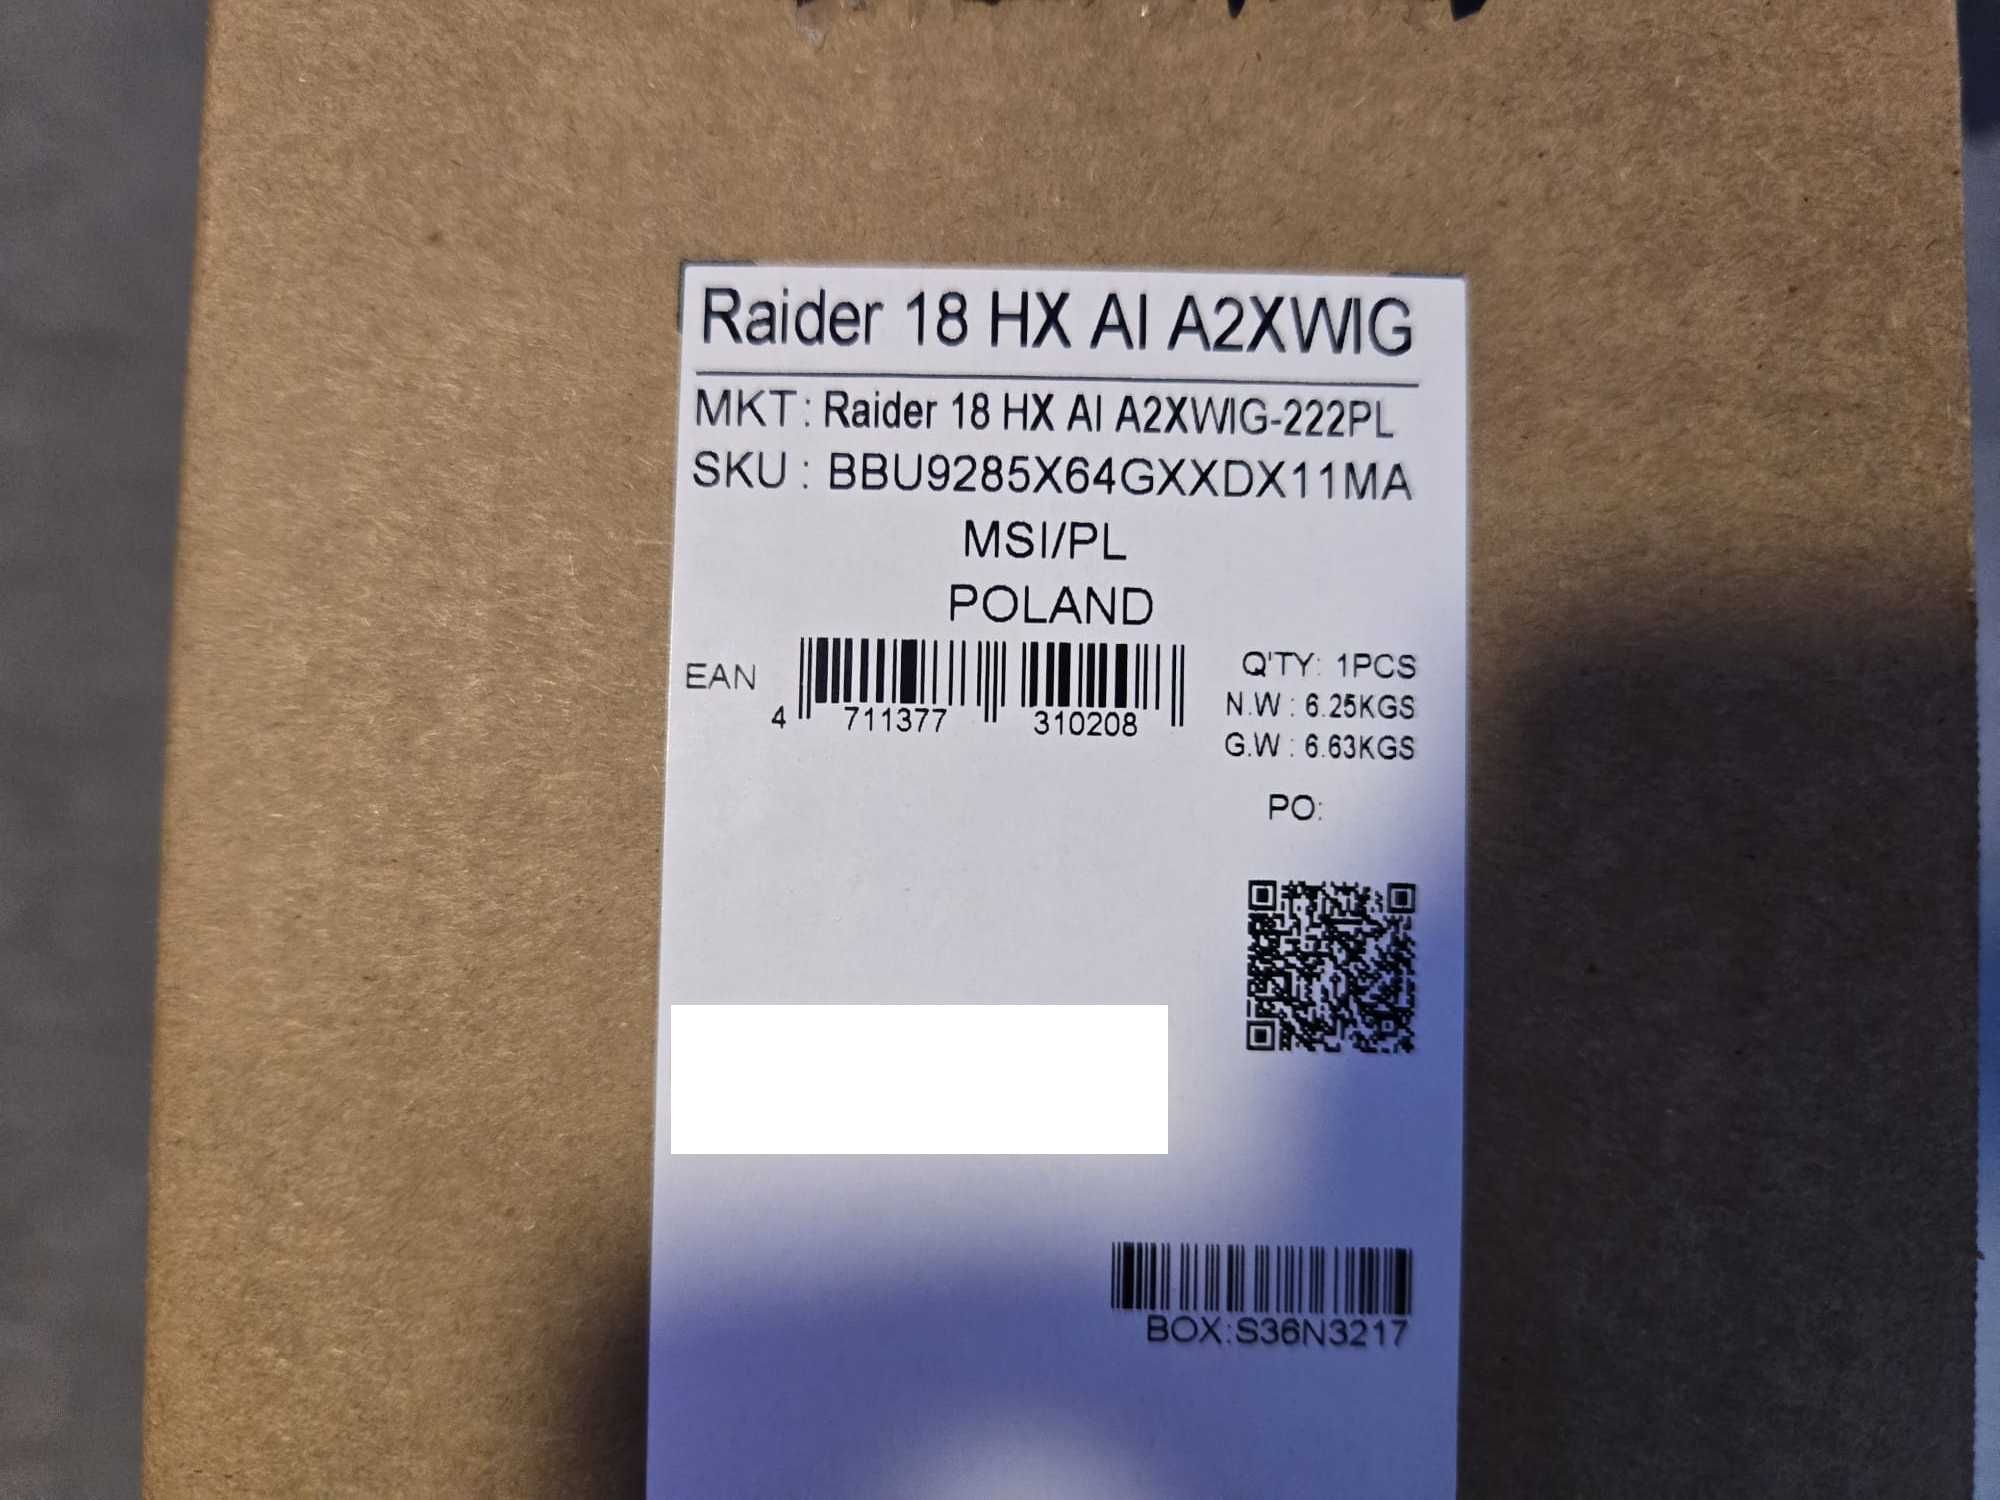 Raider 18 HX AI A2XWIG
MKT : Raider 18 HX AI A2XWIG-222PL
SKU : BBU9285X64GXXDX11MA
MSI/PL
POLAND
EAN
4 711377 310208
Q'TY: 1PCS
N.W : 6.25KGS
G.W : 6.63KGS
PO:
BOX:S36N3217